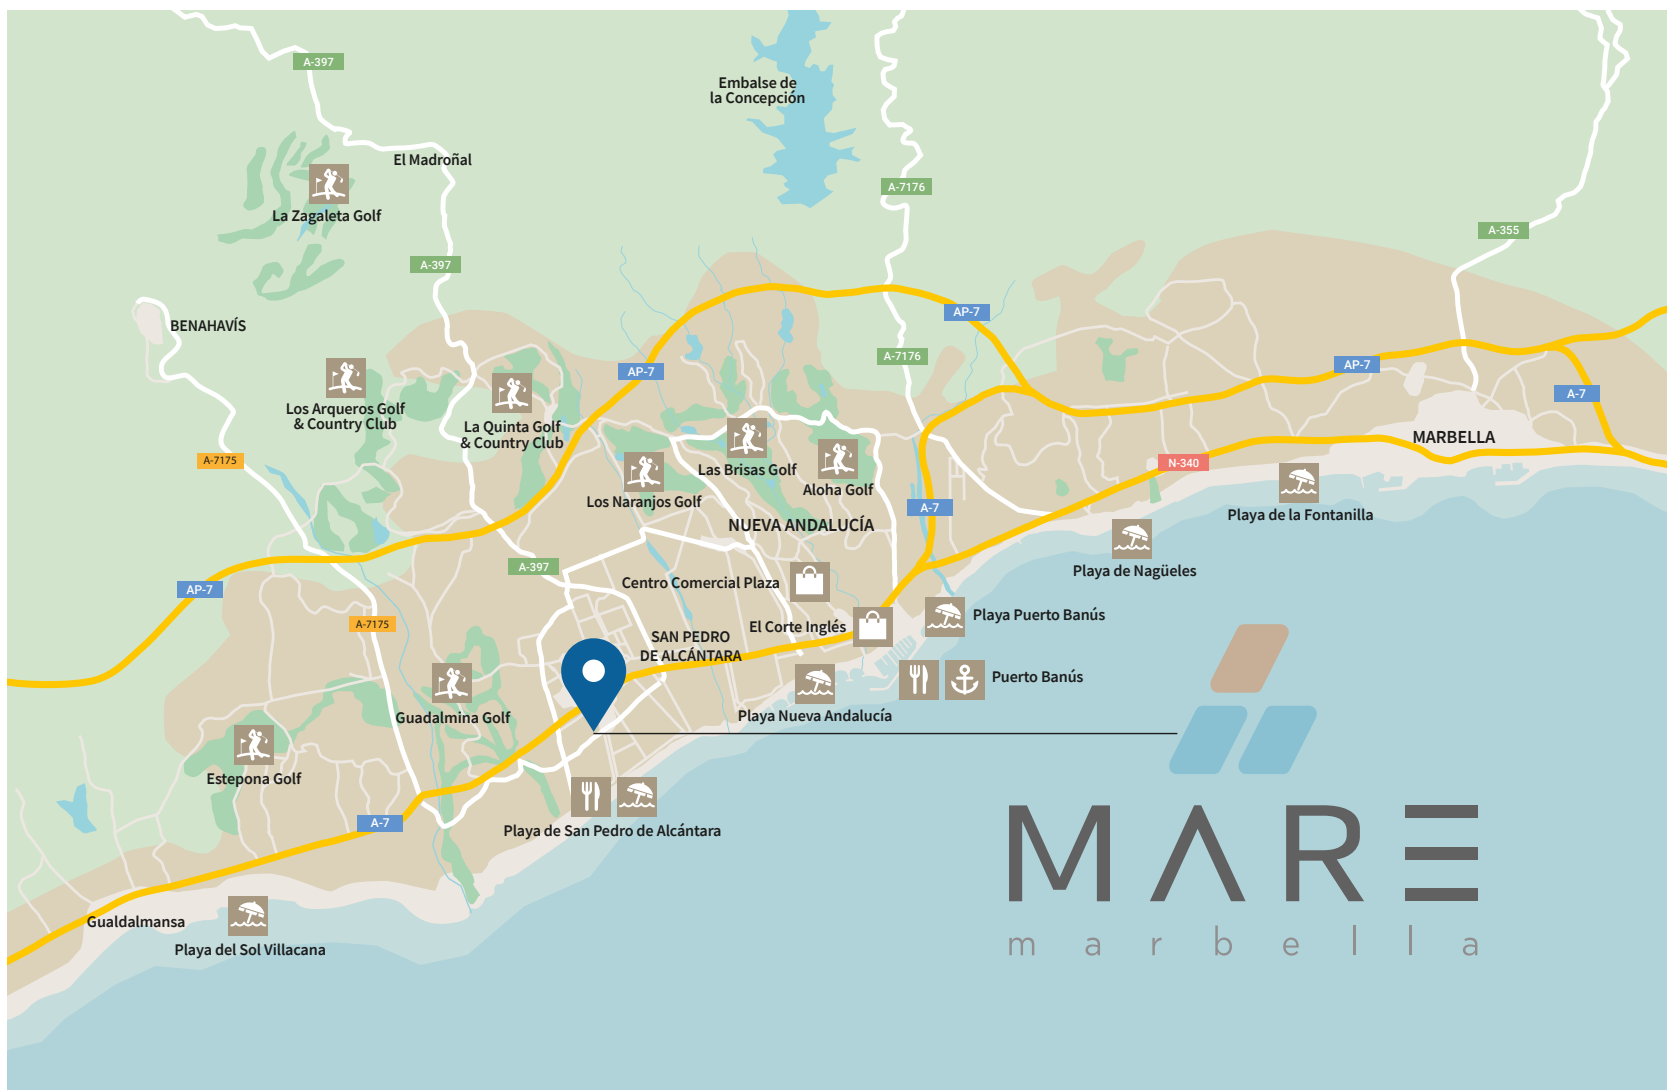 A-397
Embalse de
la Concepción
El Madroñal
A-7176
La Zagaleta Golf
A-355
A-397
AP-7
BENAHAVÍS
A-7176
AP-7
AP-7
A-7
Los Arqueros Golf
& Country Club
La Quinta Golf
& Country Club
MARBELLA
A-7175
Las Brisas Golf
N-340
Aloha Golf
Los Naranjos Golf
A-7
Playa de la Fontanilla
NUEVA ANDALUCÍA
A-397
Playa de Nagüeles
Centro Comercial Plaza
AP-7
Playa Puerto Banús
A-7175
El Corte Inglés
SAN PEDRO
DE ALCÁNTARA
Puerto Banús
Guadalmina Golf
Playa Nueva Andalucía
Estepona Golf
A-7
Playa de San Pedro de Alcántara
MARE
marbella
Gualdalmansa
Playa del Sol Villacana